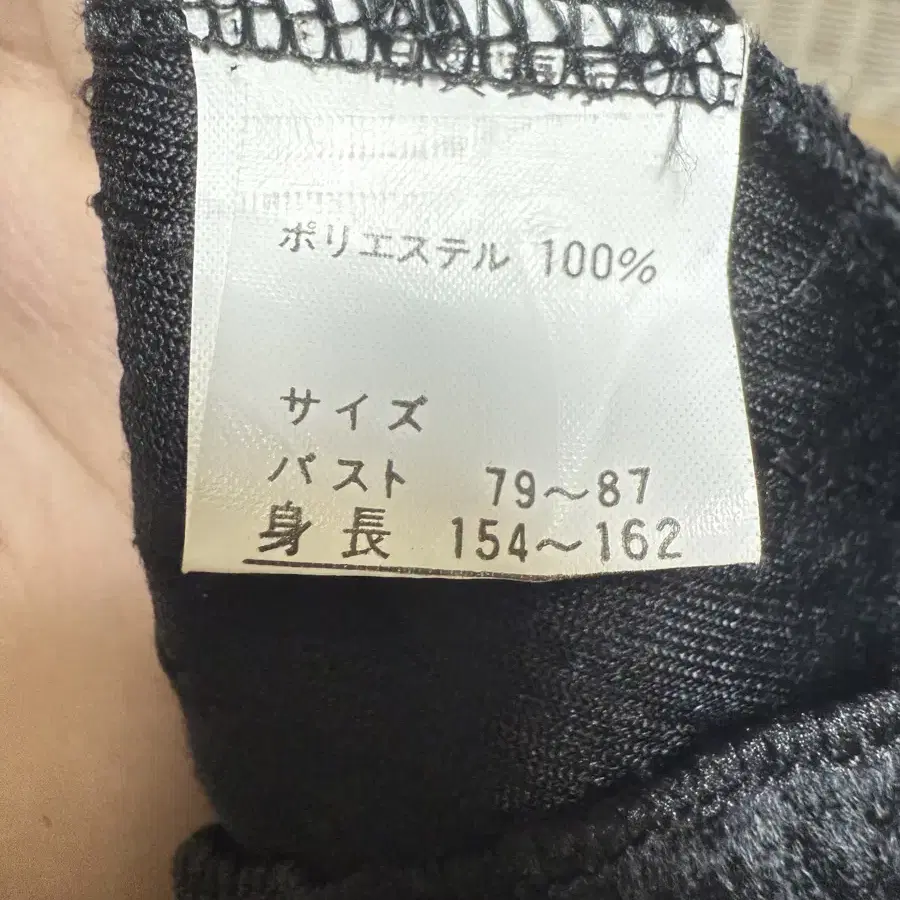 ポリエステル 100%
サイズ
バスト 79〜87
身長 154〜162